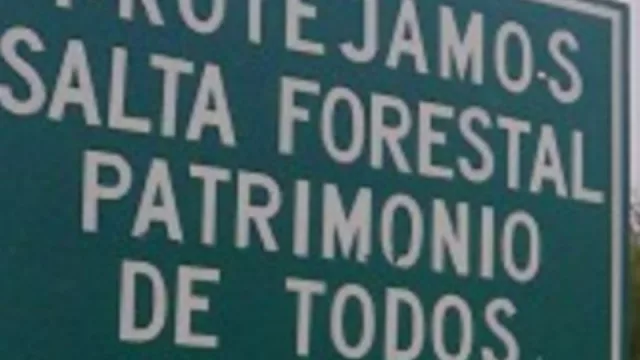 PROTEJAMOS
SALTA FORESTAL
PATRIMONIO
DE TODOS